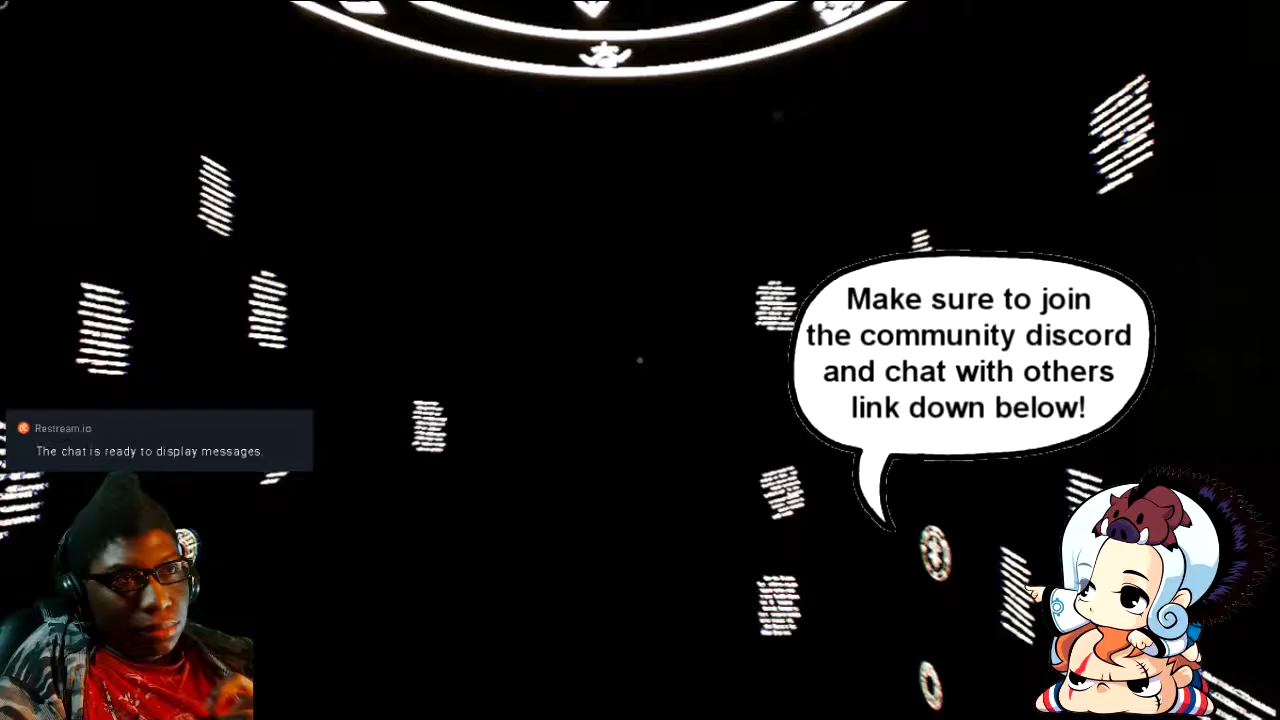 Make sure to join
the community discord
and chat with others
link down below!
Restream.io
The chat is ready to display messages.